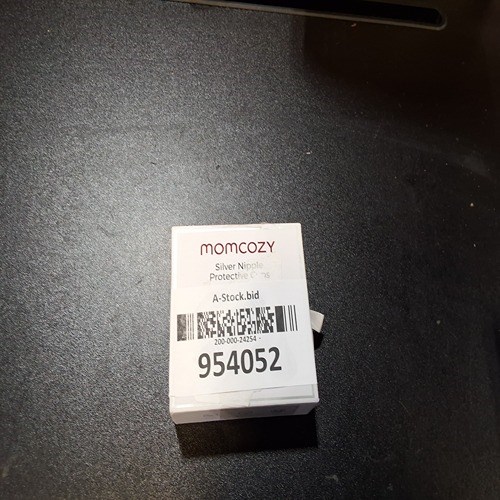 momcozy
Silver Nipple
Protective
A-Stock.bid
200-000-24254 -
954052